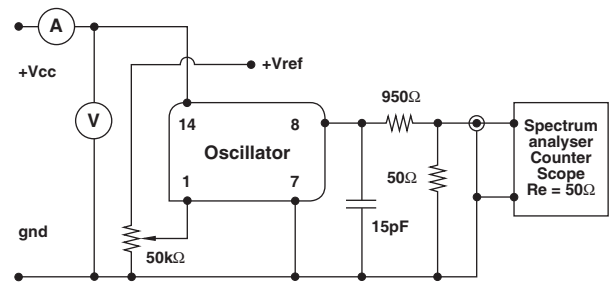 A
+Vcc
+Vref
V
14
8
Oscillator
1
7
950Ω
50Ω
15pF
Spectrum
analyser
Counter
Scope
Re = 50Ω
gnd
50kΩ